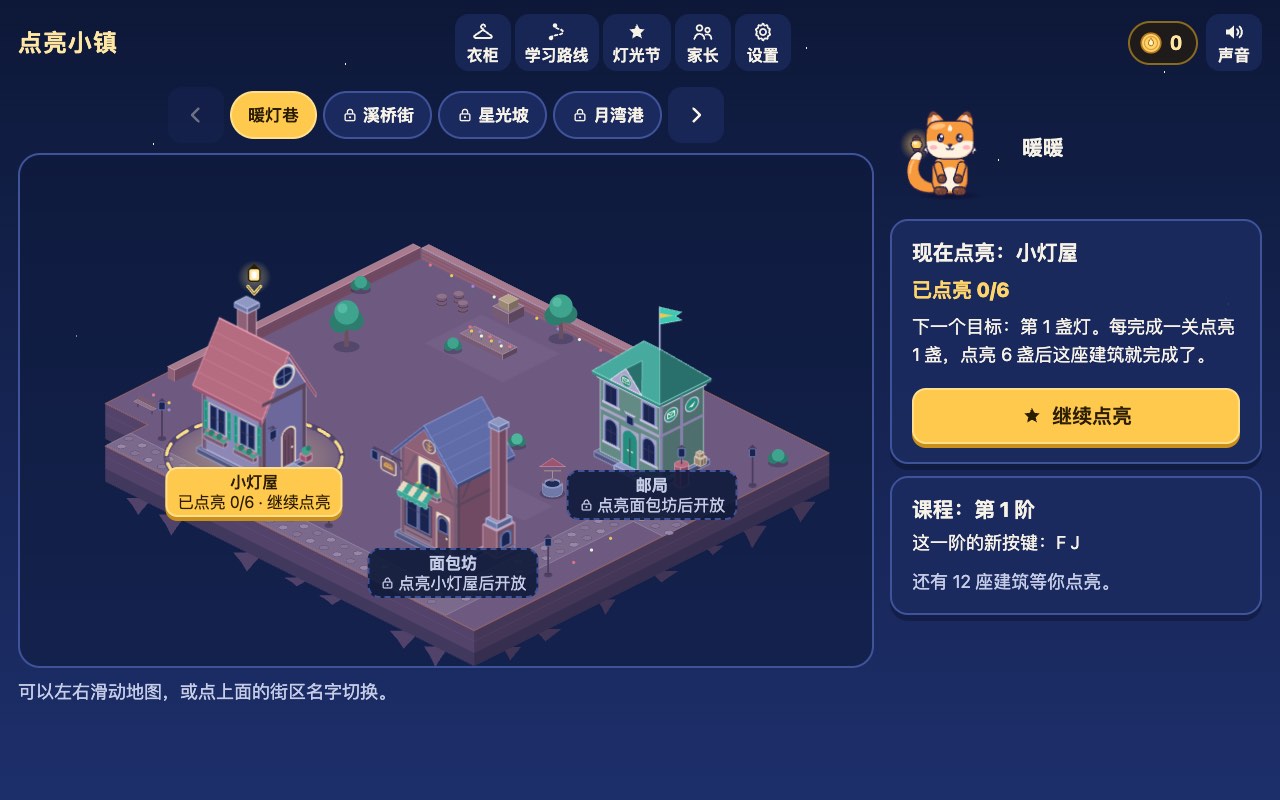 点亮小镇
衣柜
学习路线
灯光节
家长
设置
0
声音
暖灯巷
溪桥街
星光坡
月湾港
暖暖
现在点亮：小灯屋
已点亮 0/6
下一个目标：第 1 盏灯。每完成一关点亮
1 盏，点亮 6 盏后这座建筑就完成了。
继续点亮
小灯屋
已点亮 0/6 · 继续点亮
邮局
点亮面包坊后开放
面包坊
点亮小灯屋后开放
课程：第 1 阶
这一阶的新按键：F J
还有 12 座建筑等你点亮。
可以左右滑动地图，或点上面的街区名字切换。